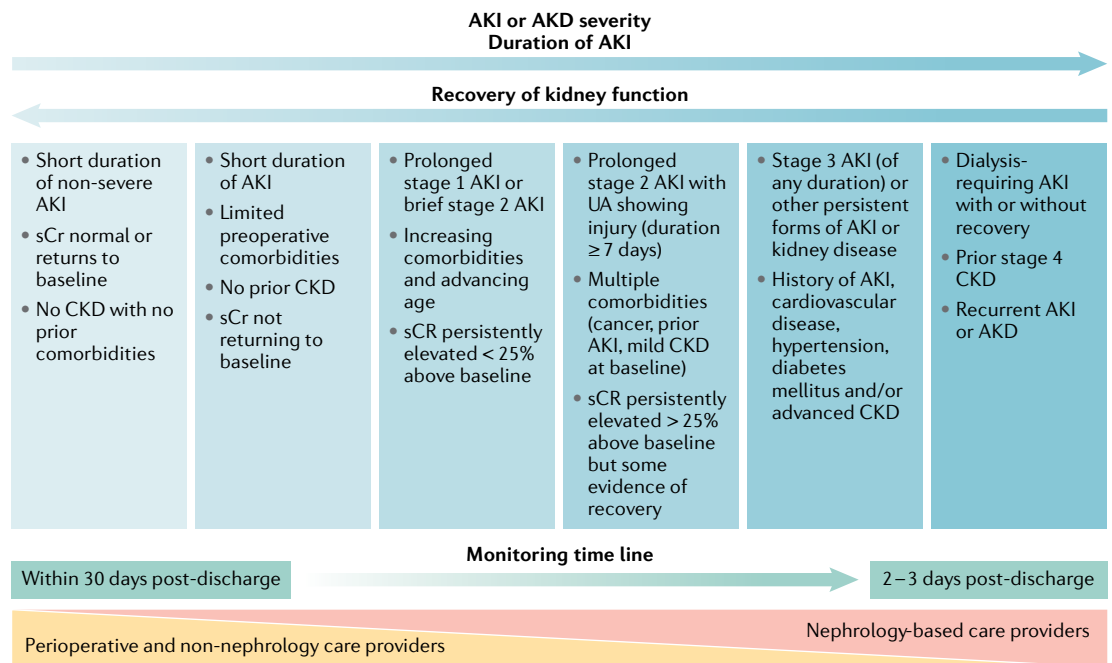 AKI or AKD severity
Duration of AKI
Recovery of kidney function
• Short duration
of non-severe
AKI
• sCr normal or
returns to
baseline
• No CKD with no
prior
comorbidities
• Short duration
of AKI
• Limited
preoperative
comorbidities
• No prior CKD
• sCr not
returning to
baseline
• Prolonged
stage 1 AKI or
brief stage 2 AKI
• Increasing
comorbidities
and advancing
age
• sCR persistently
elevated < 25%
above baseline
• Prolonged
stage 2 AKI with
UA showing
injury (duration
≥ 7 days)
• Multiple
comorbidities
(cancer, prior
AKI, mild CKD
at baseline)
• sCR persistently
elevated > 25%
above baseline
but some
evidence of
recovery
• Stage 3 AKI (of
any duration) or
other persistent
forms of AKI or
kidney disease
• History of AKI,
cardiovascular
disease,
hypertension,
diabetes
mellitus and/or
advanced CKD
• Dialysis-
requiring AKI
with or without
recovery
• Prior stage 4
CKD
• Recurrent AKI
or AKD
Monitoring time line
Within 30 days post-discharge
2–3 days post-discharge
Nephrology-based care providers
Perioperative and non-nephrology care providers